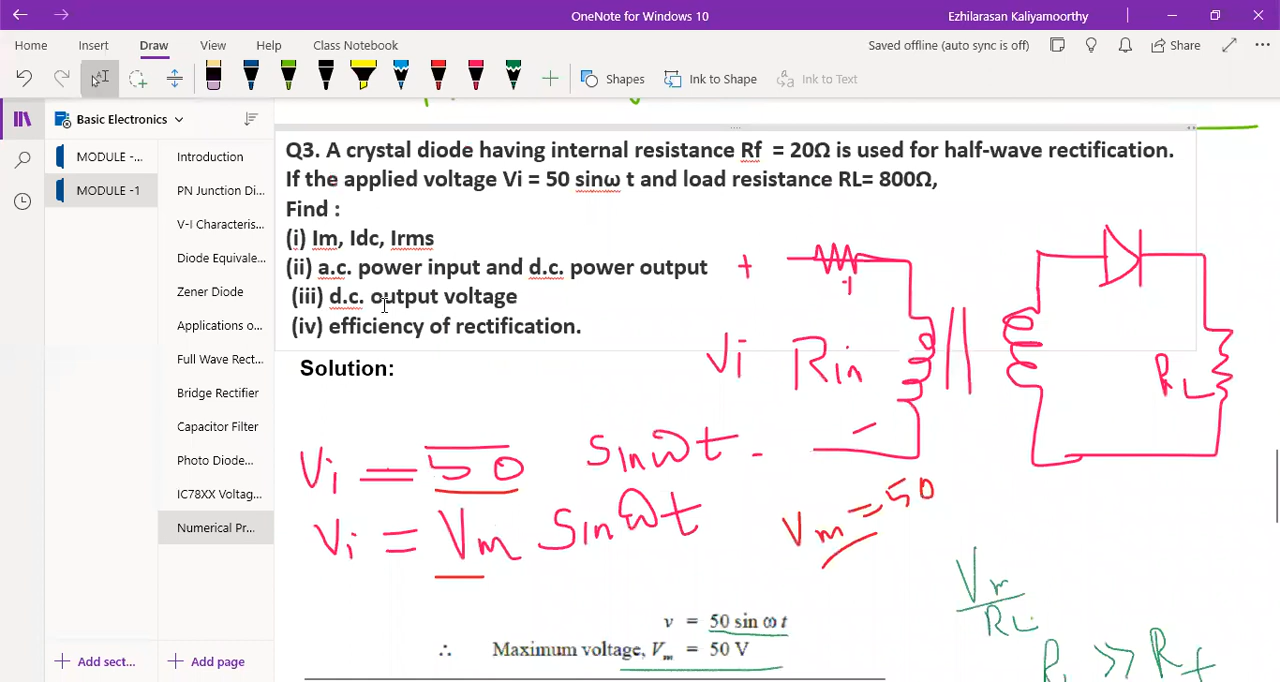 OneNote for Windows 10
Ezhilarasan Kaliyamoorthy
Home Insert Draw View Help Class Notebook
Saved offline (auto sync is off)
Share
Shapes
Ink to Shape
Ink to Text
Basic Electronics
MODULE -...
MODULE -1
Introduction
PN Junction Di...
V-I Characteris...
Diode Equivale...
Zener Diode
Applications o...
Full Wave Rect...
Bridge Rectifier
Capacitor Filter
Photo Diode...
IC78XX Voltag...
Numerical Pr...
+ Add sect...
+ Add page
Q3. A crystal diode having internal resistance Rf = 20Ω is used for half-wave rectification.
If the applied voltage Vi = 50 sinω t and load resistance RL= 800Ω,
Find :
(i) Im, Idc, Irms
(ii) a.c. power input and d.c. power output
(iii) d.c. output voltage
(iv) efficiency of rectification.
Solution:
+
Vi
Rin
RL
Vi = 50 Sinωt
Vi = Vm Sinωt
Vm = 50
v = 50 sin ω t
∴ Maximum voltage, Vm = 50 V
Vm
RL
>> Rf